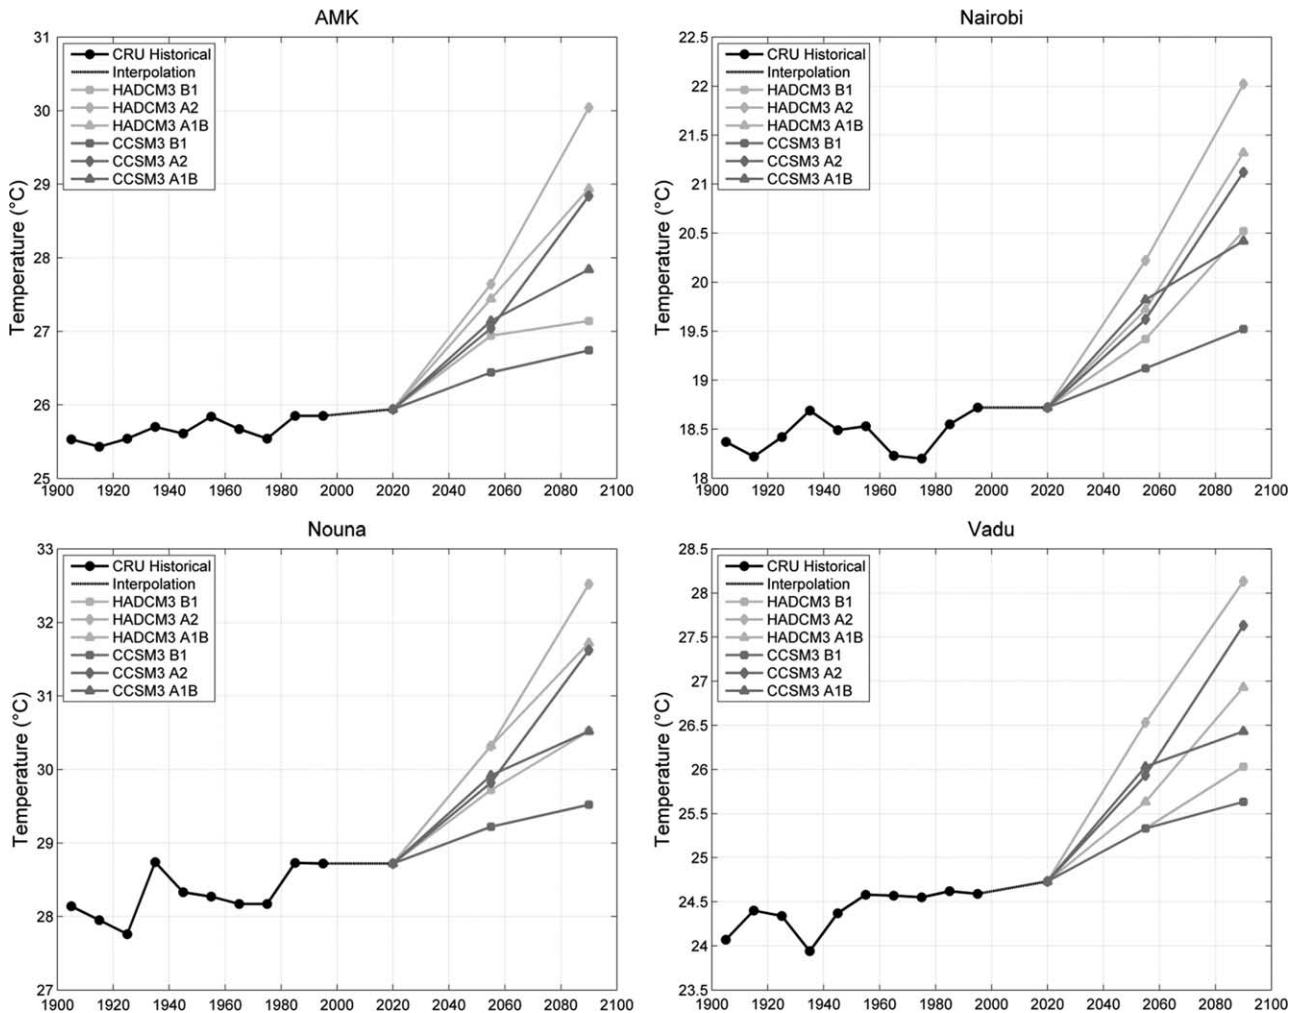 AMK
31
30
29
28
27
26
25
Temperature (°C)
CRU Historical
Interpolation
HADCM3 B1
HADCM3 A2
HADCM3 A1B
CCSM3 B1
CCSM3 A2
CCSM3 A1B
1900 1920 1940 1960 1980 2000 2020 2040 2060 2080 2100
Nairobi
22.5
22
21.5
21
20.5
20
19.5
19
18.5
18
Temperature (°C)
CRU Historical
Interpolation
HADCM3 B1
HADCM3 A2
HADCM3 A1B
CCSM3 B1
CCSM3 A2
CCSM3 A1B
1900 1920 1940 1960 1980 2000 2020 2040 2060 2080 2100
Nouna
33
32
31
30
29
28
27
Temperature (°C)
CRU Historical
Interpolation
HADCM3 B1
HADCM3 A2
HADCM3 A1B
CCSM3 B1
CCSM3 A2
CCSM3 A1B
1900 1920 1940 1960 1980 2000 2020 2040 2060 2080 2100
Vadu
28.5
28
27.5
27
26.5
26
25.5
25
24.5
24
23.5
Temperature (°C)
CRU Historical
Interpolation
HADCM3 B1
HADCM3 A2
HADCM3 A1B
CCSM3 B1
CCSM3 A2
CCSM3 A1B
1900 1920 1940 1960 1980 2000 2020 2040 2060 2080 2100